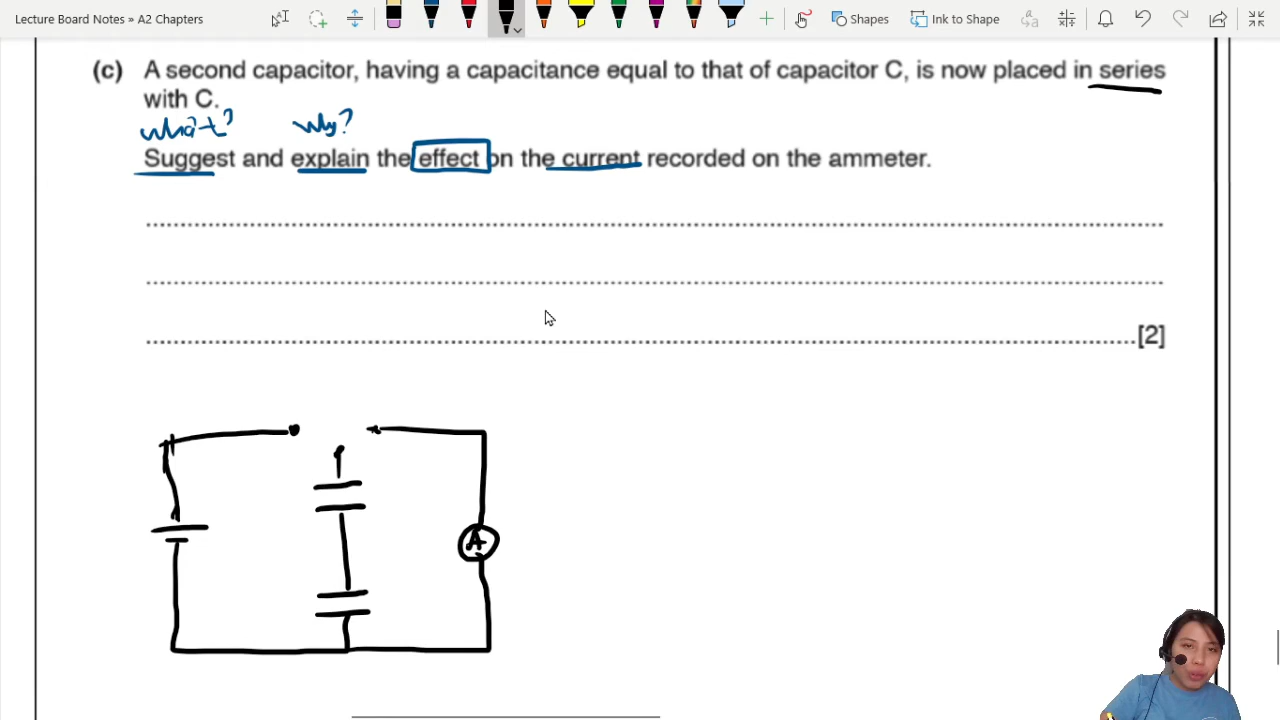 Lecture Board Notes » A2 Chapters
Shapes
Ink to Shape
(c) A second capacitor, having a capacitance equal to that of capacitor C, is now placed in series
with C.
what? why?
Suggest and explain the effect on the current recorded on the ammeter.
[2]
A